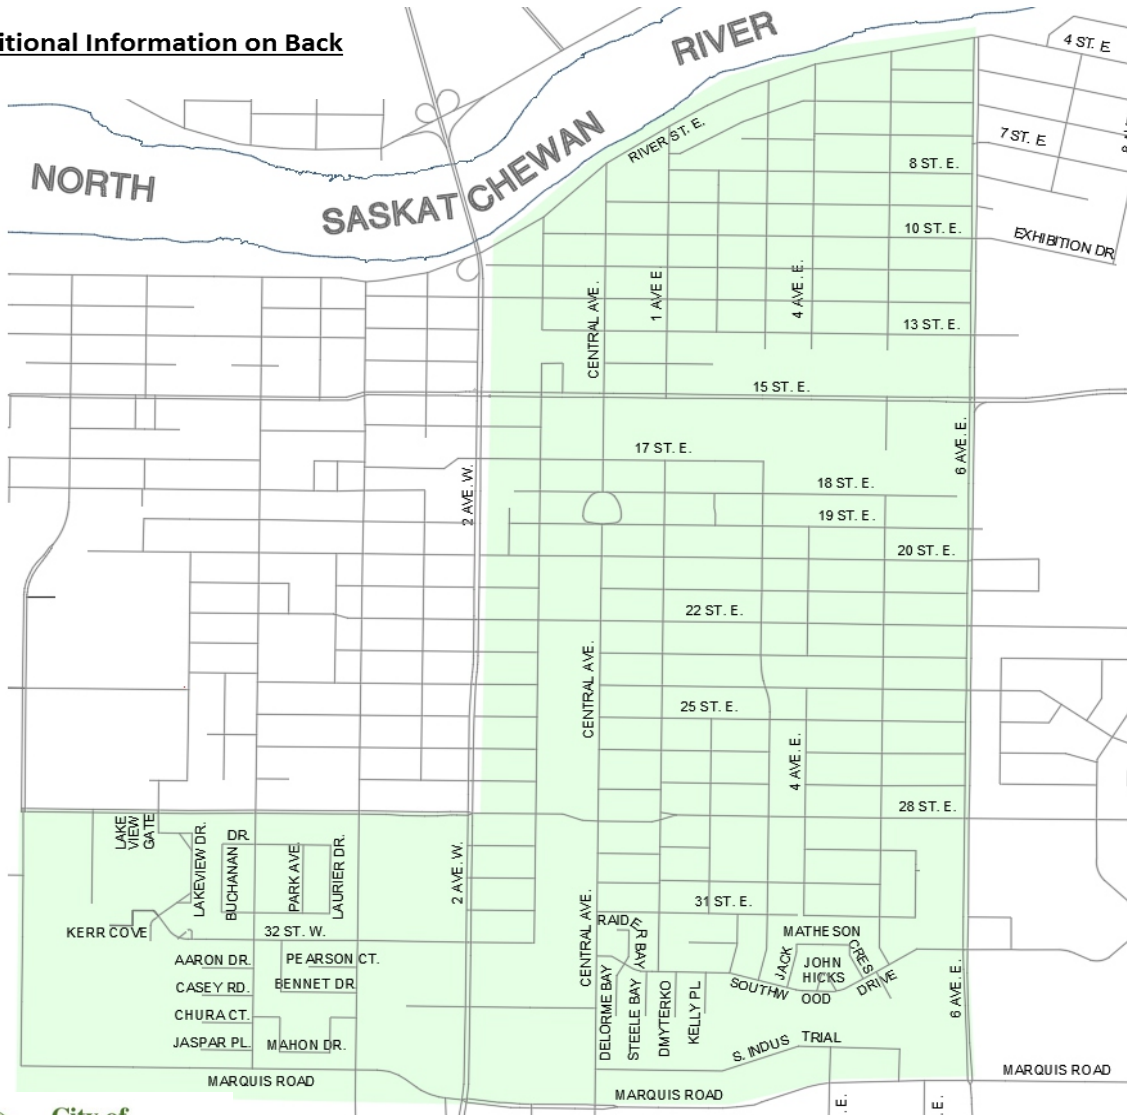 itional Information on Back
RIVER
4 ST. E
7 ST. E
RIVER ST. E.
8 ST. E.
NORTH
SASKATCHEWAN
10 ST. E.
EXHIBITION DR
CENTRAL AVE.
1 AVE E
4 AVE. E.
13 ST. E.
15 ST. E.
6 AVE. E.
17 ST. E.
2 AVE. W.
18 ST. E.
19 ST. E.
20 ST. E.
22 ST. E.
CENTRAL AVE.
25 ST. E.
4 AVE. E.
28 ST. E.
LAKE
VIEW
GATE
LAKEVIEW DR.
BUCHANAN
DR.
PARK AVE.
LAURIER DR.
2 AVE. W.
31 ST. E.
CENTRAL AVE.
RAIDER BAY
KERR COVE
32 ST. W.
MATHESON
JACK
JOHN
HICKS
CRES
AARON DR.
PEARSON CT.
CASEY RD.
BENNET DR.
SOUTHWOOD DRIVE
6 AVE. E.
DELORME BAY
STEELE BAY
DMYTERKO
KELLY PL
CHURA CT.
JASPAR PL.
MAHON DR.
S. INDUSTRIAL
MARQUIS ROAD
MARQUIS ROAD
MARQUIS ROAD
. E.
. E.
City of